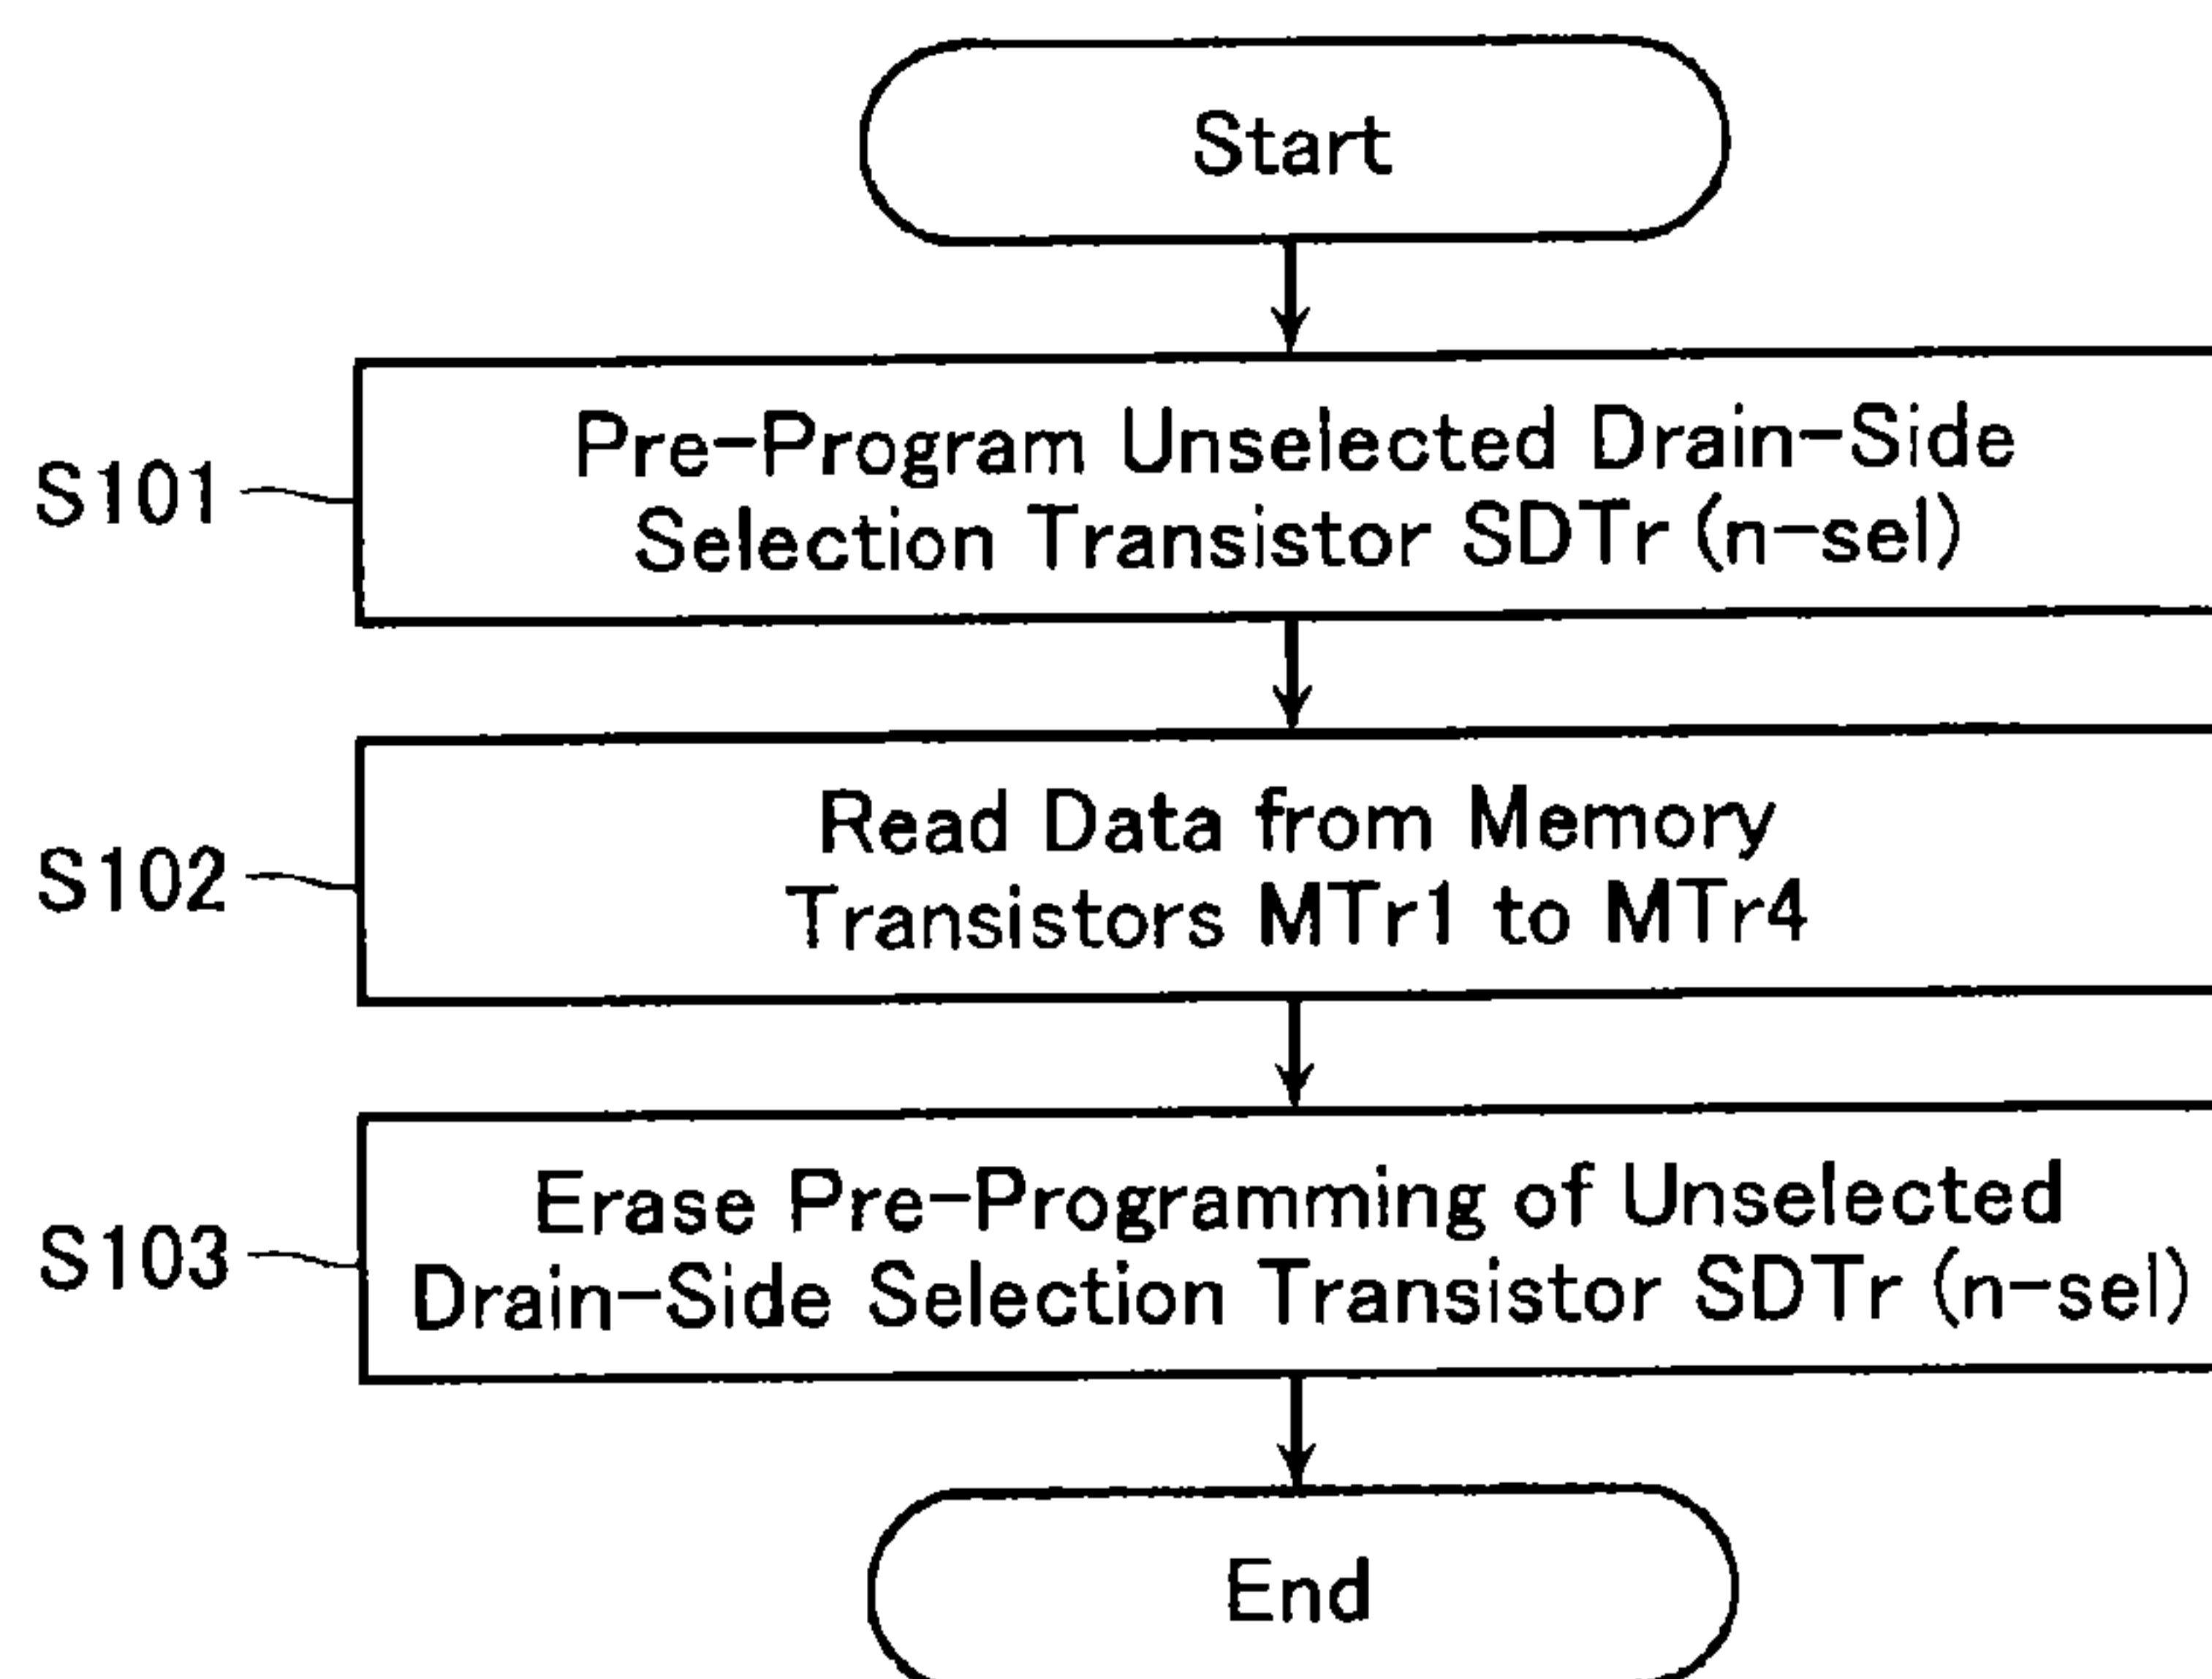 Start
S101
Pre-Program Unselected Drain-Side
Selection Transistor SDTr (n-sel)
S102
Read Data from Memory
Transistors MTr1 to MTr4
S103
Erase Pre-Programming of Unselected
Drain-Side Selection Transistor SDTr (n-sel)
End